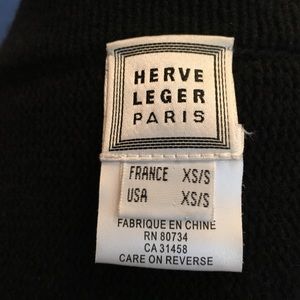 HERVE
LEGER
PARIS
FRANCE XS/S
USA XS/S
FABRIQUE EN CHINE
RN 80734
CA 31458
CARE ON REVERSE